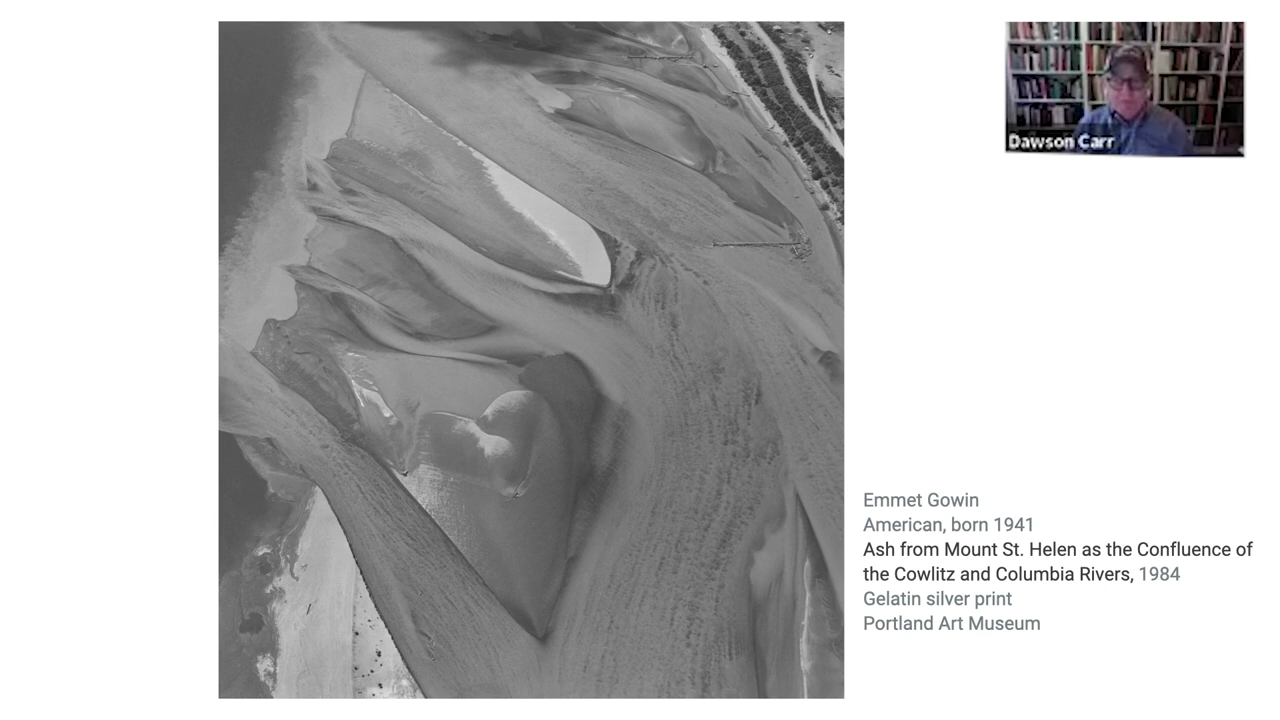 Dawson Carr
Emmet Gowin
American, born 1941
Ash from Mount St. Helen as the Confluence of
the Cowlitz and Columbia Rivers, 1984
Gelatin silver print
Portland Art Museum